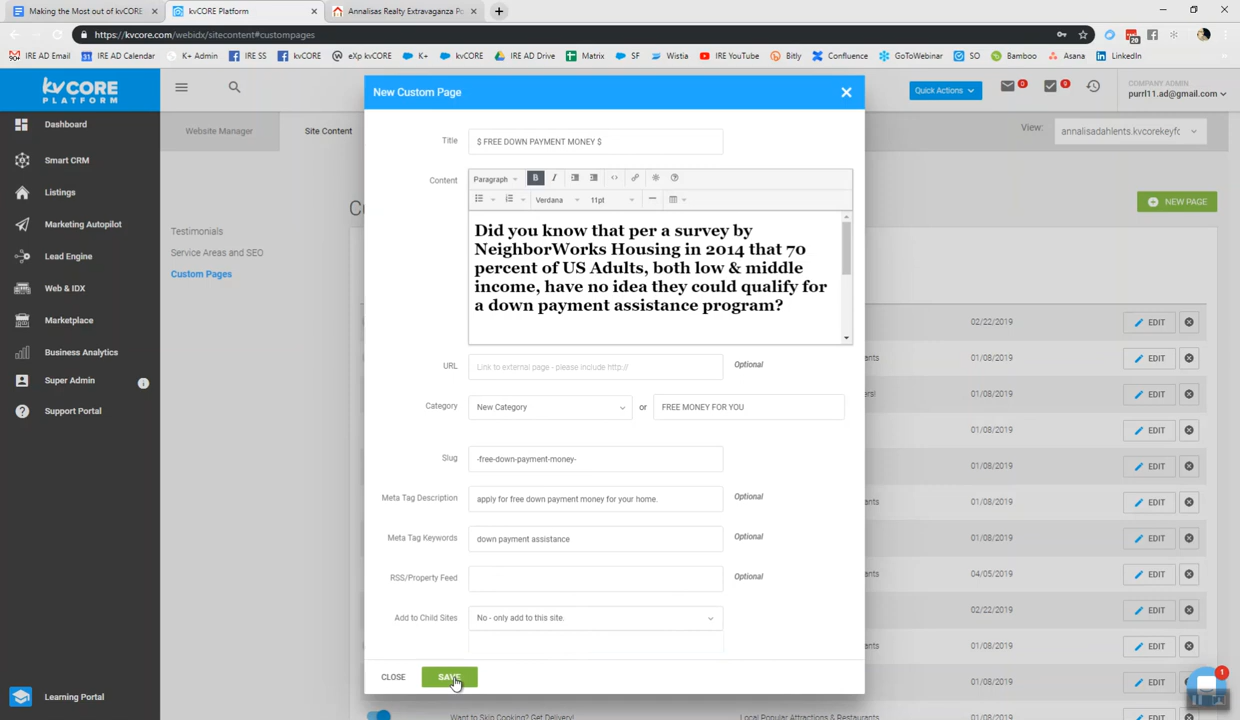 Making the Most out of kvCORE
kvCORE Platform
Annalisas Realty Extravaganza Po
https://kvcore.com/webidx/sitecontent#custompages
20
IRE AD Email
IRE AD Calendar
K+ Admin
IRE SS
kvCORE
eXp kvCORE
K+
kvCORE
IRE AD Drive
Matrix
SF
Wistia
IRE YouTube
Bitly
Confluence
GoToWebinar
SO
Bamboo
Asana
LinkedIn
kvCORE
PLATFORM
Quick Actions
0
0
COMPANY ADMIN
purrl11.ad@gmail.com
Dashboard
Smart CRM
Listings
Marketing Autopilot
Lead Engine
Web & IDX
Marketplace
Business Analytics
Super Admin
Support Portal
Learning Portal
Website Manager
Site Content
View:
annalisadahlents.kvcorekeyfc
Testimonials
Service Areas and SEO
Custom Pages
NEW PAGE
New Custom Page
Title
$ FREE DOWN PAYMENT MONEY $
Content
Paragraph
B
I
Verdana
11pt
Did you know that per a survey by
NeighborWorks Housing in 2014 that 70
percent of US Adults, both low & middle
income, have no idea they could qualify for
a down payment assistance program?
URL
Link to external page - please include http://
Optional
Category
New Category
or
FREE MONEY FOR YOU
Slug
-free-down-payment-money-
Meta Tag Description
apply for free down payment money for your home.
Optional
Meta Tag Keywords
down payment assistance
Optional
RSS/Property Feed
Optional
Add to Child Sites
No - only add to this site.
CLOSE
SAVE
02/22/2019
EDIT
01/08/2019
EDIT
01/08/2019
EDIT
01/08/2019
EDIT
01/08/2019
EDIT
01/08/2019
EDIT
01/08/2019
EDIT
04/05/2019
EDIT
02/22/2019
EDIT
01/08/2019
EDIT
01/08/2019
EDIT
Want to Skip Cooking? Get Delivery!
Local Popular Attractions & Restaurants
01/08/2019
EDIT
1